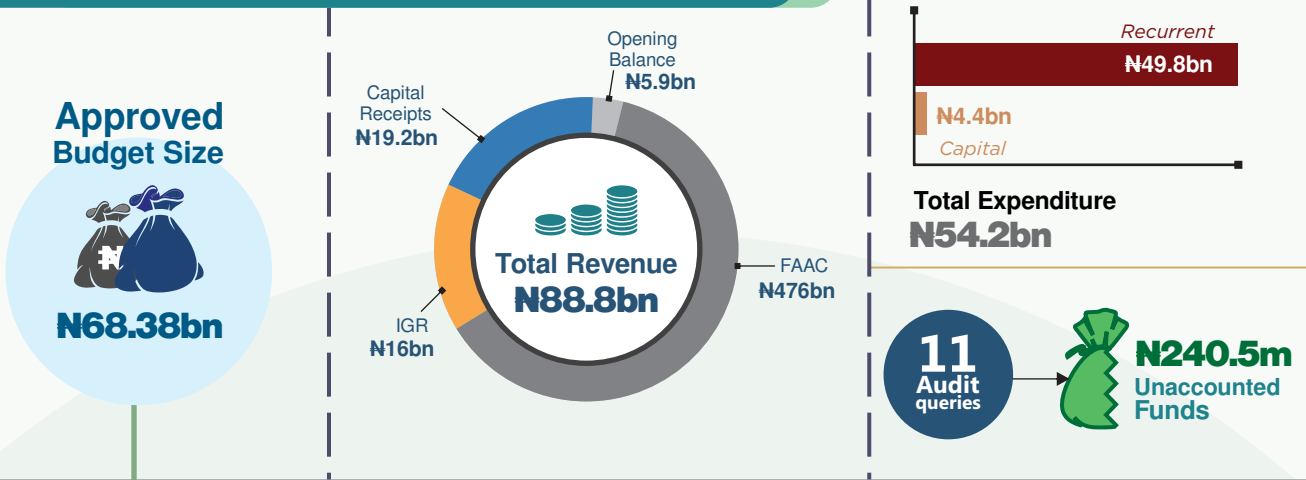 Approved
Budget Size
₦
₦68.38bn
Opening
Balance
₦5.9bn
Capital
Receipts
₦19.2bn
Total Revenue
₦88.8bn
FAAC
₦476bn
IGR
₦16bn
Recurrent
₦49.8bn
₦4.4bn
Capital
Total Expenditure
₦54.2bn
11
Audit
queries
₦240.5m
Unaccounted
Funds